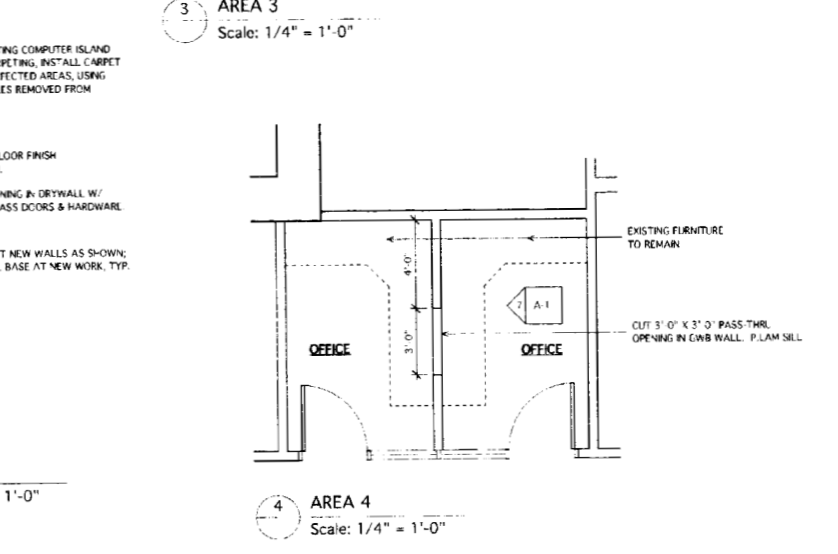 3 AREA 3
Scale: 1/4" = 1'-0"
TING COMPUTER ISLAND
RPETING, INSTALL CARPET
FECTED AREAS, USING
ES REMOVED FROM
LOOR FINISH
NING IN DRYWALL W/
ASS DOORS & HARDWARE
T NEW WALLS AS SHOWN;
BASE AT NEW WORK, TYP.
EXISTING FURNITURE
TO REMAIN
4'-0"
2 A-1
CUT 3'-0" X 3'-0" PASS-THRU
OPENING IN GWB WALL. P.LAM SILL
3'-0"
OFFICE
OFFICE
1'-0"
4 AREA 4
Scale: 1/4" = 1'-0"